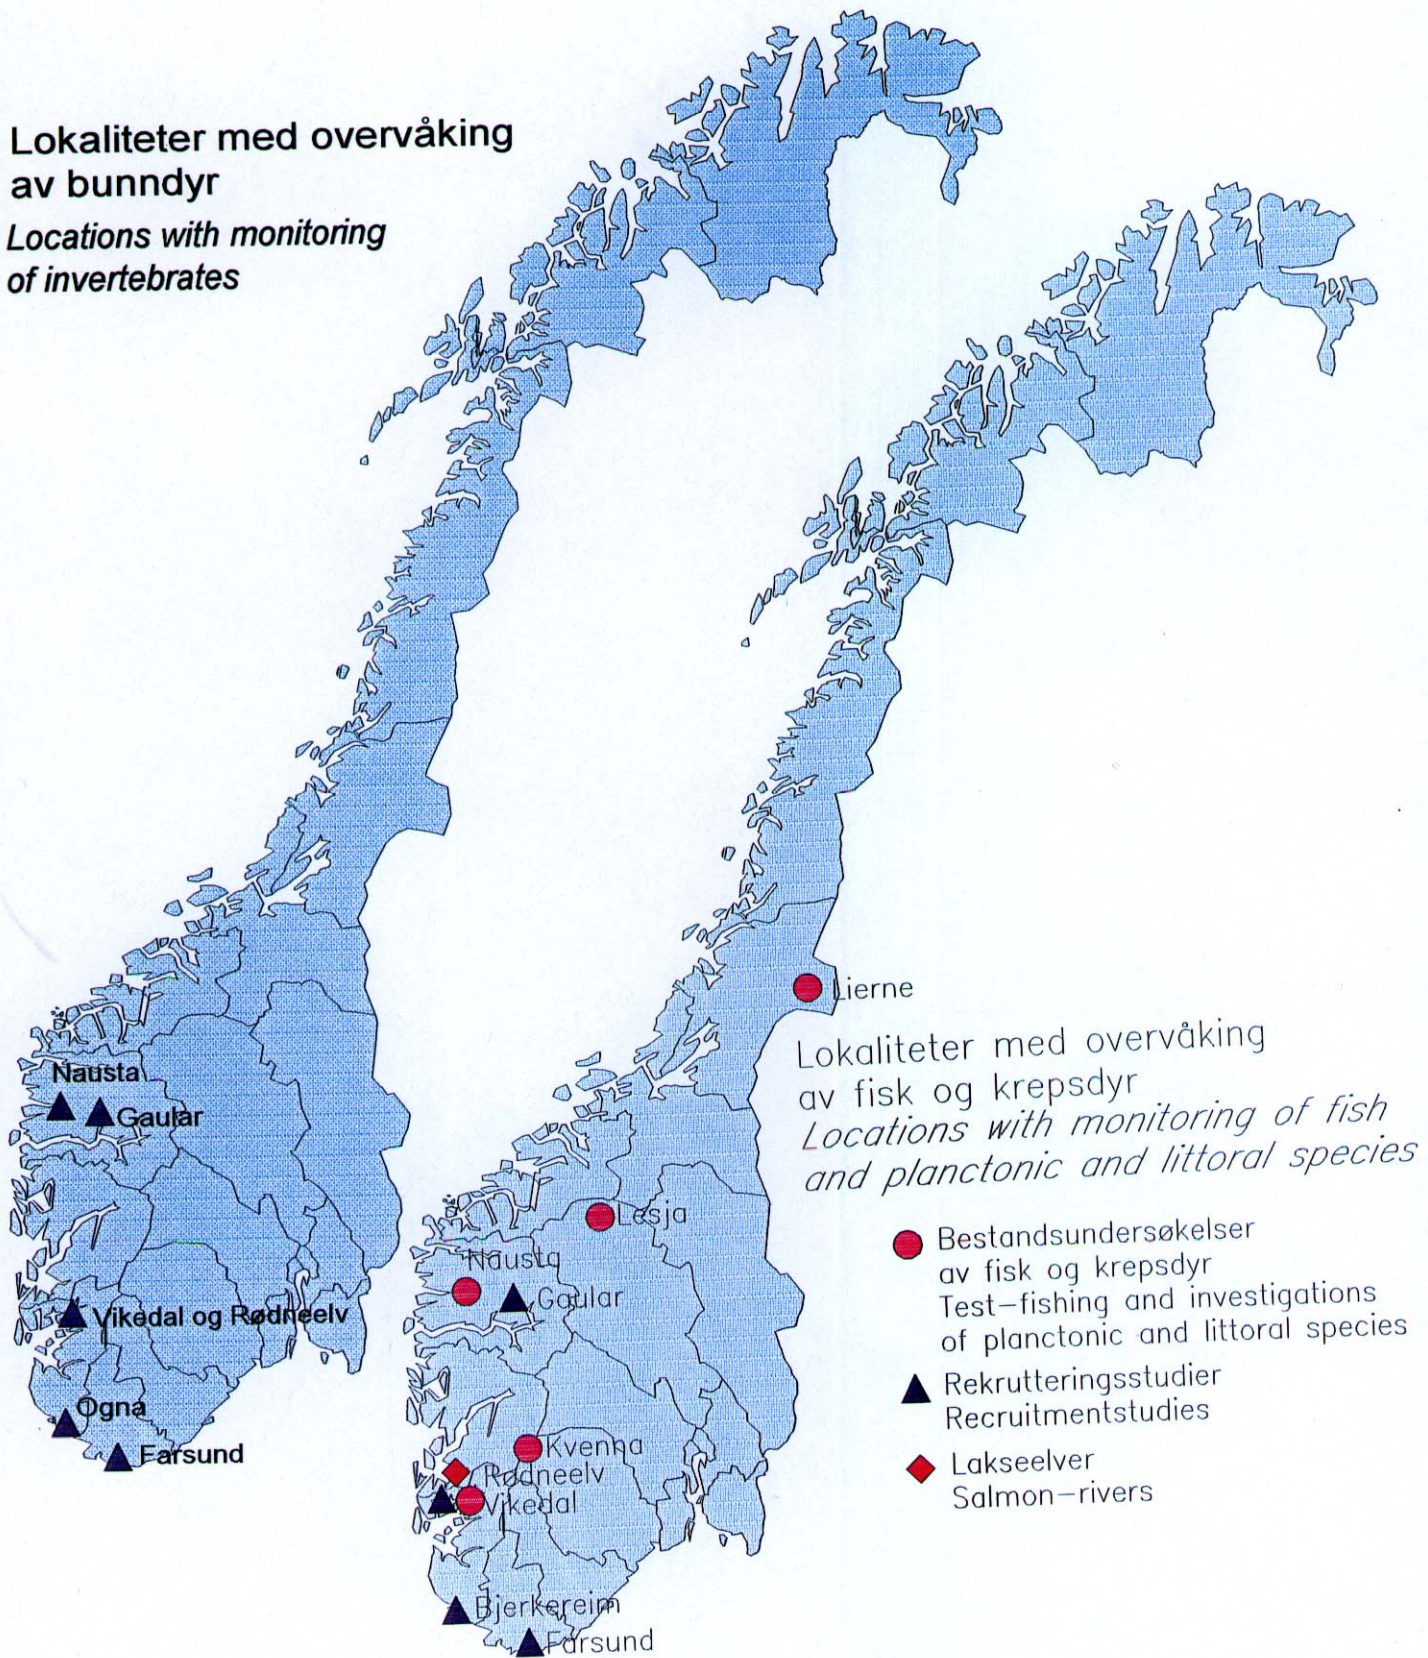 Lokaliteter med overvåking
av bunndyr
Locations with monitoring
of invertebrates
Nausta
Gaular
Vikedal og Rødneelv
Ogna
Farsund
Lierne
Lokaliteter med overvåking
av fisk og krepsdyr
Locations with monitoring of fish
and planctonic and littoral species
Lesja
Nausta
Gaular
Kvenna
Rødneelv
Vikedal
Bjerkereim
Farsund
Bestandsundersøkelser
av fisk og krepsdyr
Test-fishing and investigations
of planctonic and littoral species
Rekrutteringsstudier
Recruitmentstudies
Lakseelver
Salmon-rivers